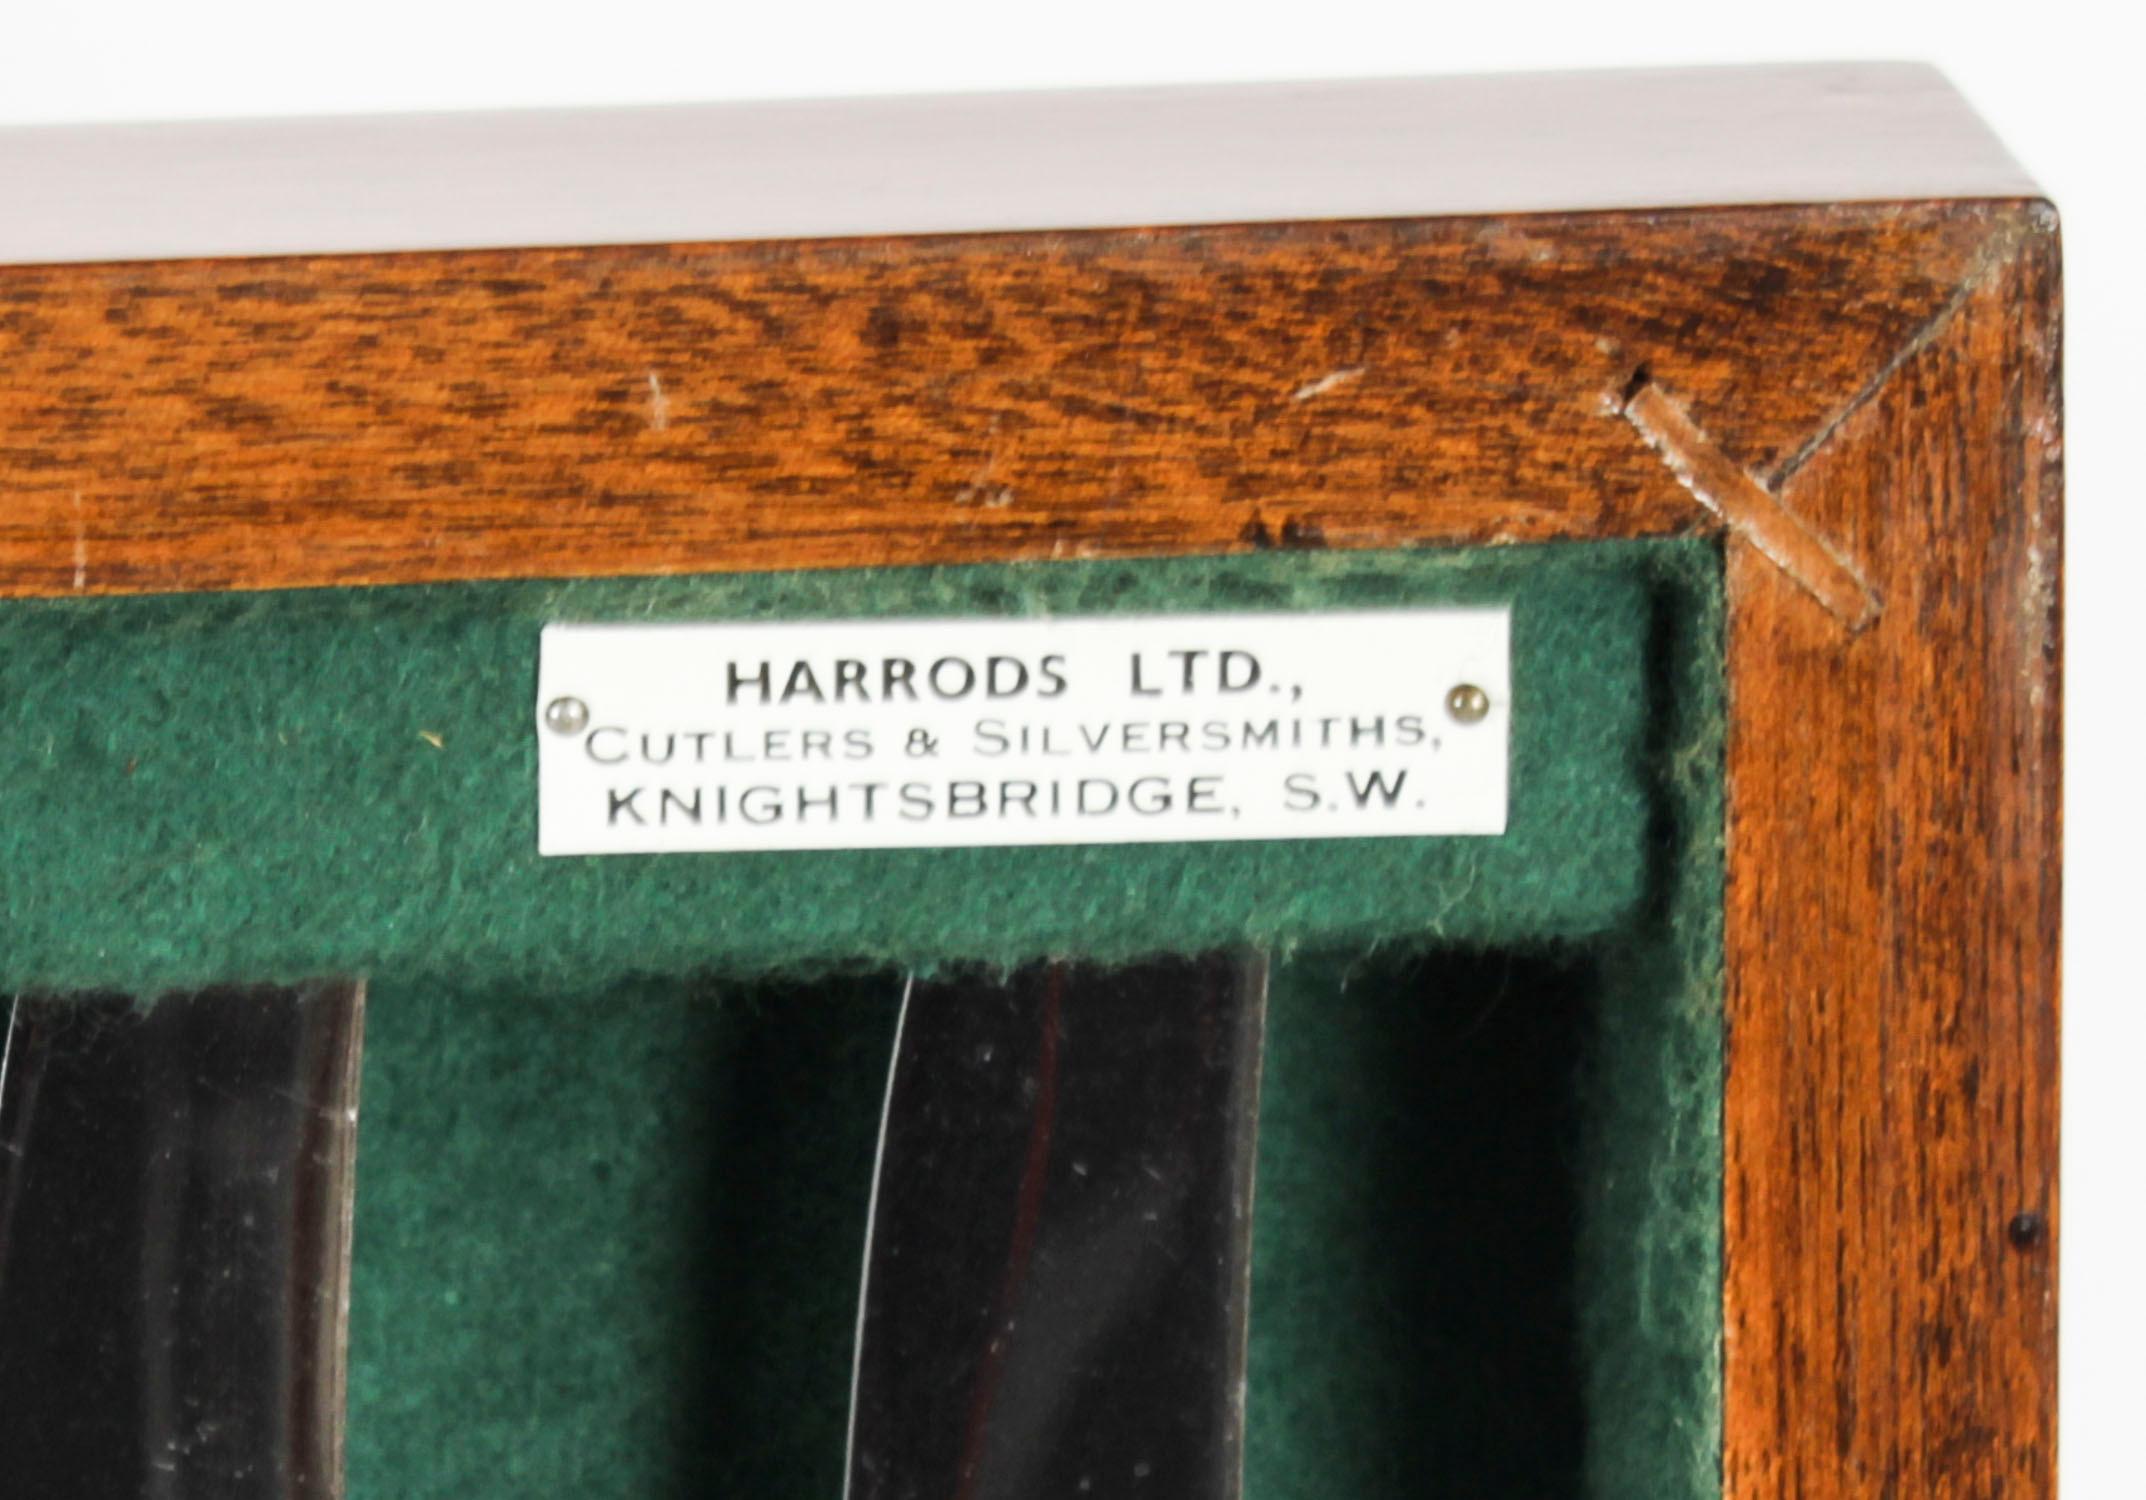 HARRODS LTD.,
CUTLERS & SILVERSMITHS,
KNIGHTSBRIDGE, S.W.